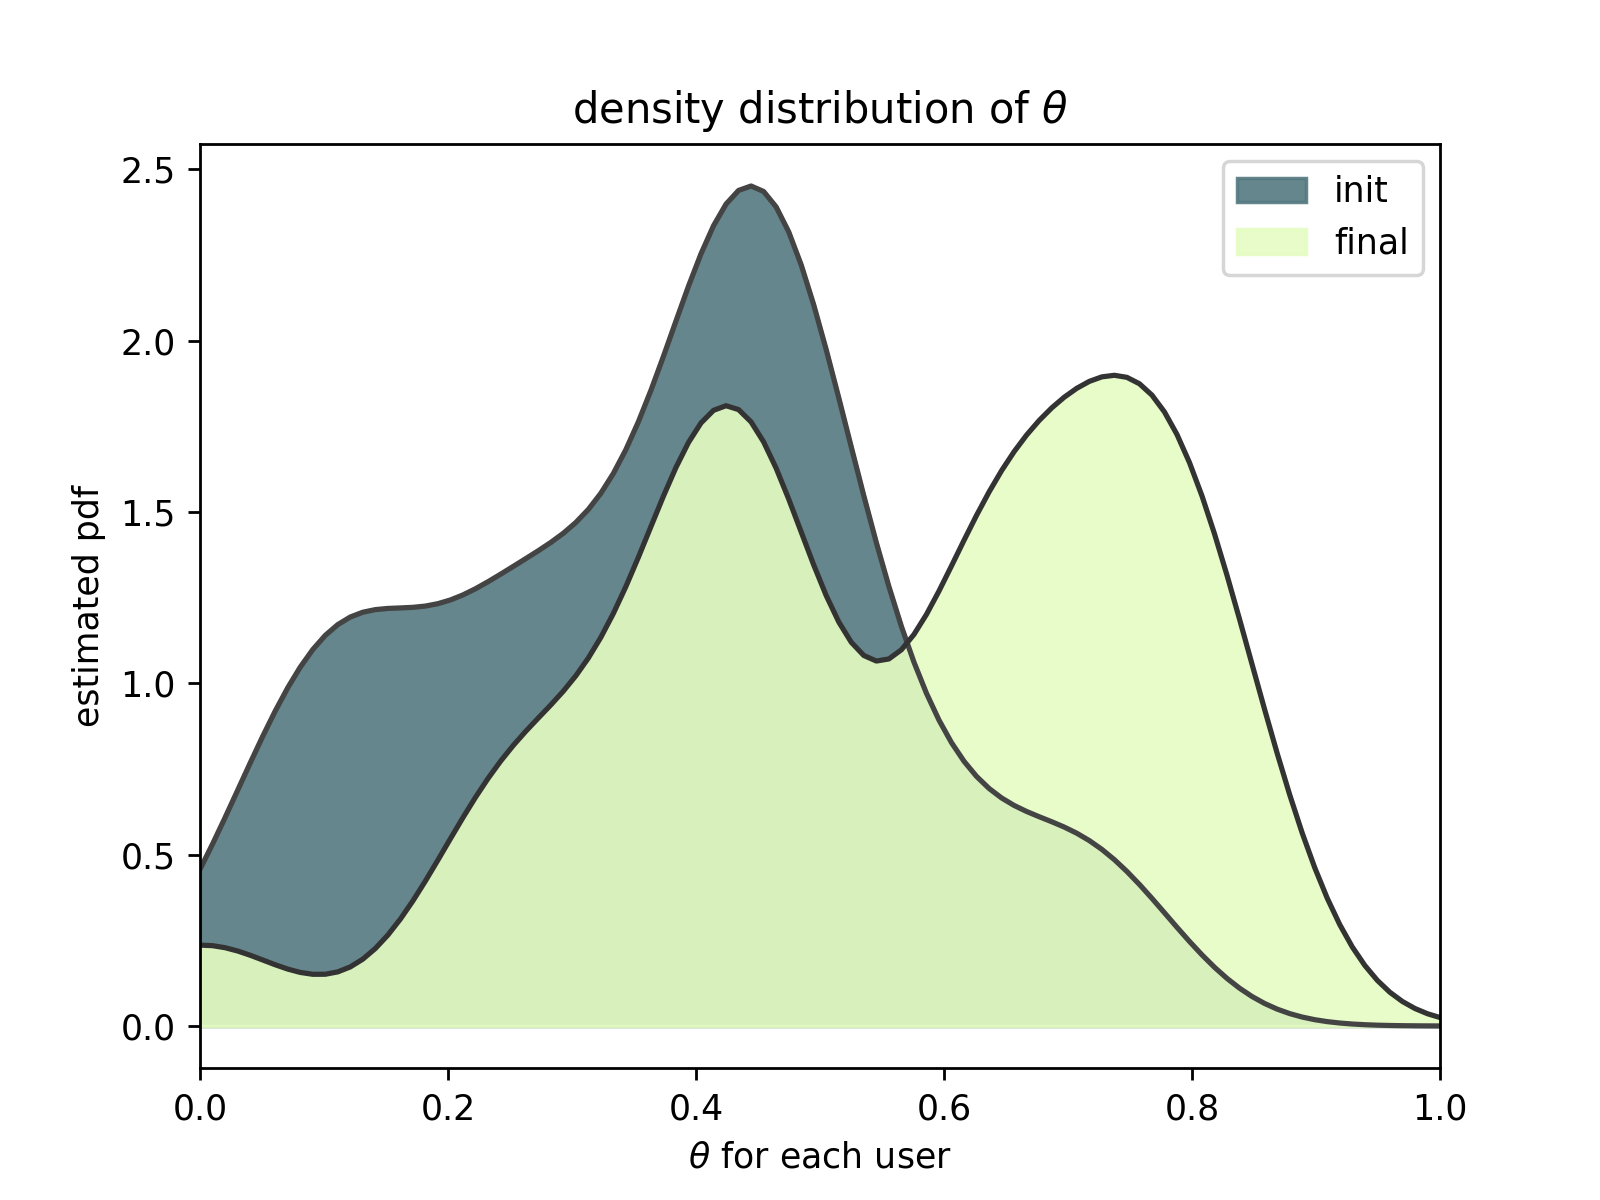 density distribution of θ
init
final
2.5
2.0
1.5
1.0
0.5
0.0
estimated pdf
0.0 0.2 0.4 0.6 0.8 1.0
θ for each user